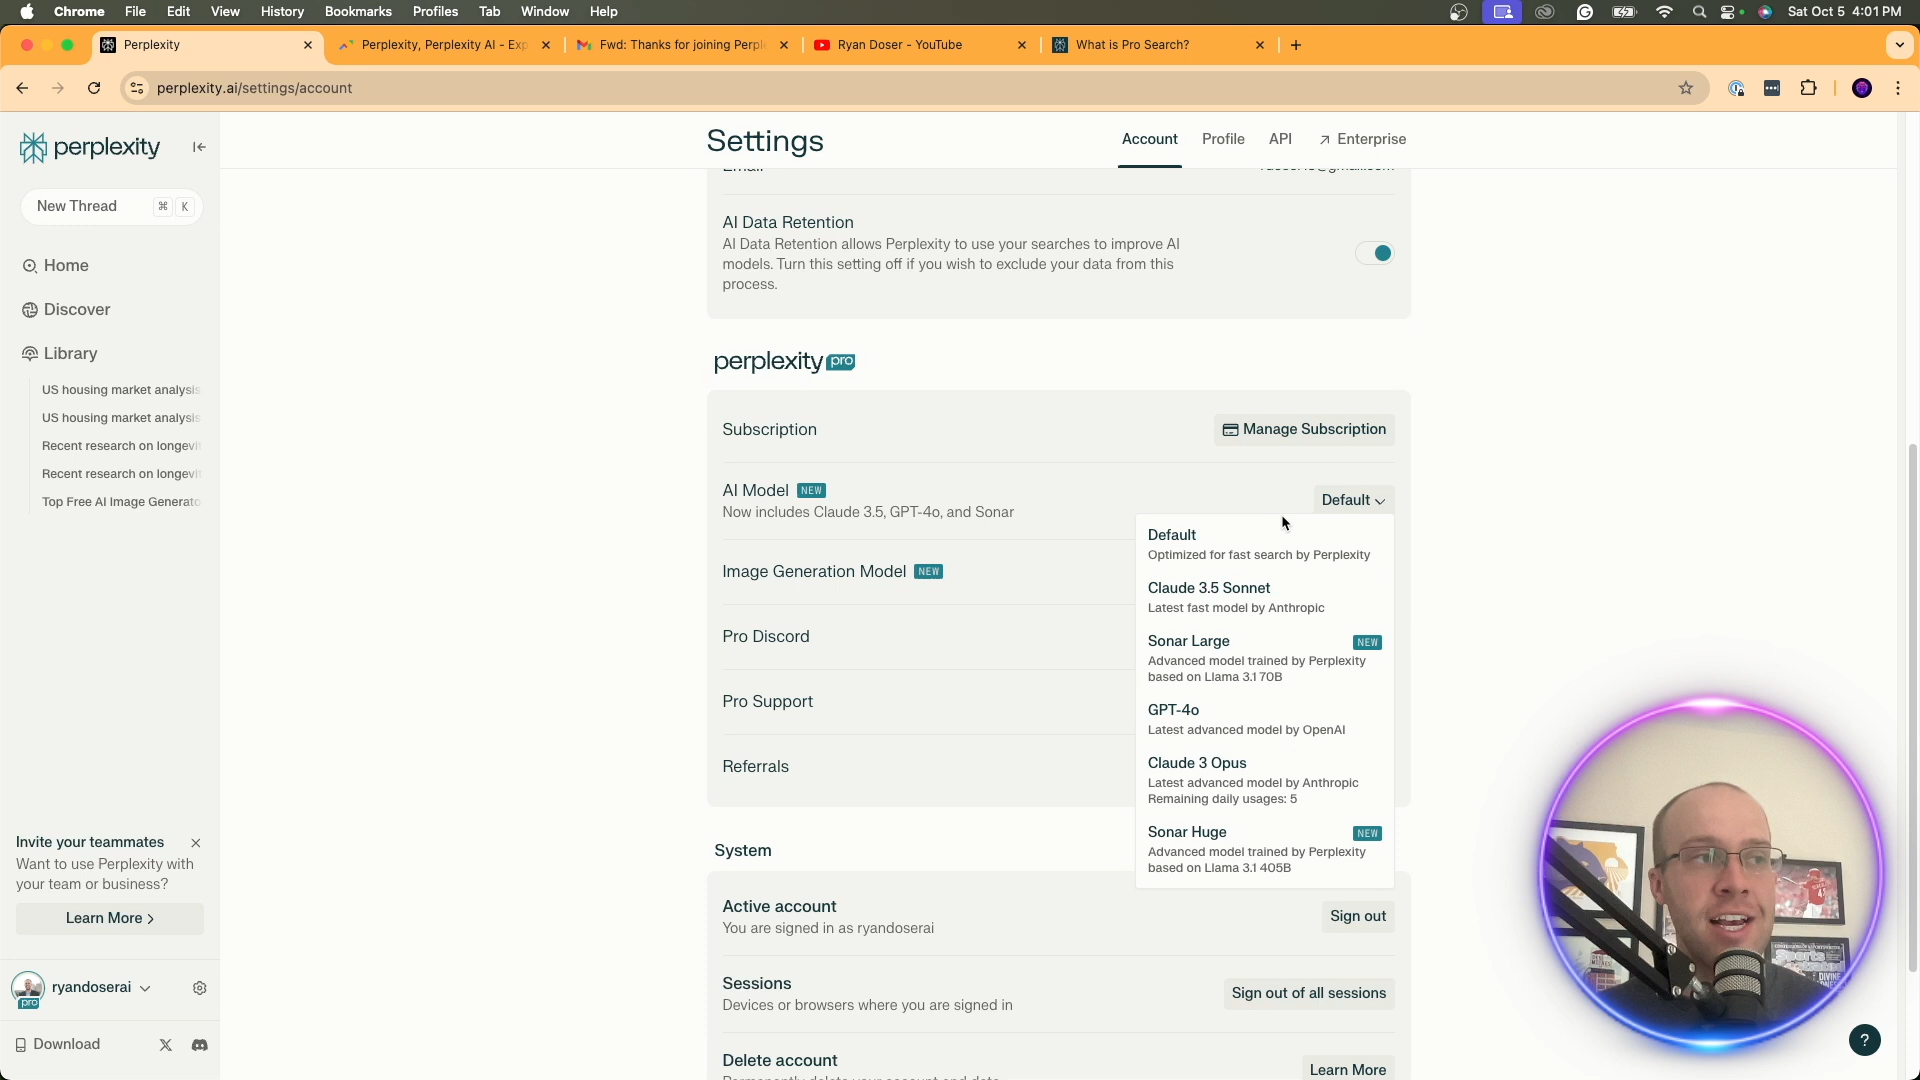 Chrome File Edit View History Bookmarks Profiles Tab Window Help Sat Oct 5 4:01 PM
Perplexity Perplexity, Perplexity AI - Exp Fwd: Thanks for joining Perpl Ryan Doser - YouTube What is Pro Search?
perplexity.ai/settings/account
perplexity
New Thread ⌘ K
Home
Discover
Library
US housing market analysis
US housing market analysis
Recent research on longevi
Recent research on longevi
Top Free AI Image Generato
Invite your teammates
Want to use Perplexity with
your team or business?
Learn More >
ryandoserai
pro
Download
Settings
Account Profile API Enterprise
Email
AI Data Retention
AI Data Retention allows Perplexity to use your searches to improve AI
models. Turn this setting off if you wish to exclude your data from this
process.
perplexity pro
Subscription Manage Subscription
AI Model NEW Default
Now includes Claude 3.5, GPT-4o, and Sonar
Image Generation Model NEW
Pro Discord
Pro Support
Referrals
Default
Optimized for fast search by Perplexity
Claude 3.5 Sonnet
Latest fast model by Anthropic
Sonar Large NEW
Advanced model trained by Perplexity
based on Llama 3.1 70B
GPT-4o
Latest advanced model by OpenAI
Claude 3 Opus
Latest advanced model by Anthropic
Remaining daily usages: 5
Sonar Huge NEW
Advanced model trained by Perplexity
based on Llama 3.1 405B
System
Active account Sign out
You are signed in as ryandoserai
Sessions Sign out of all sessions
Devices or browsers where you are signed in
Delete account Learn More
Permanently delete your account and data
Sports
?